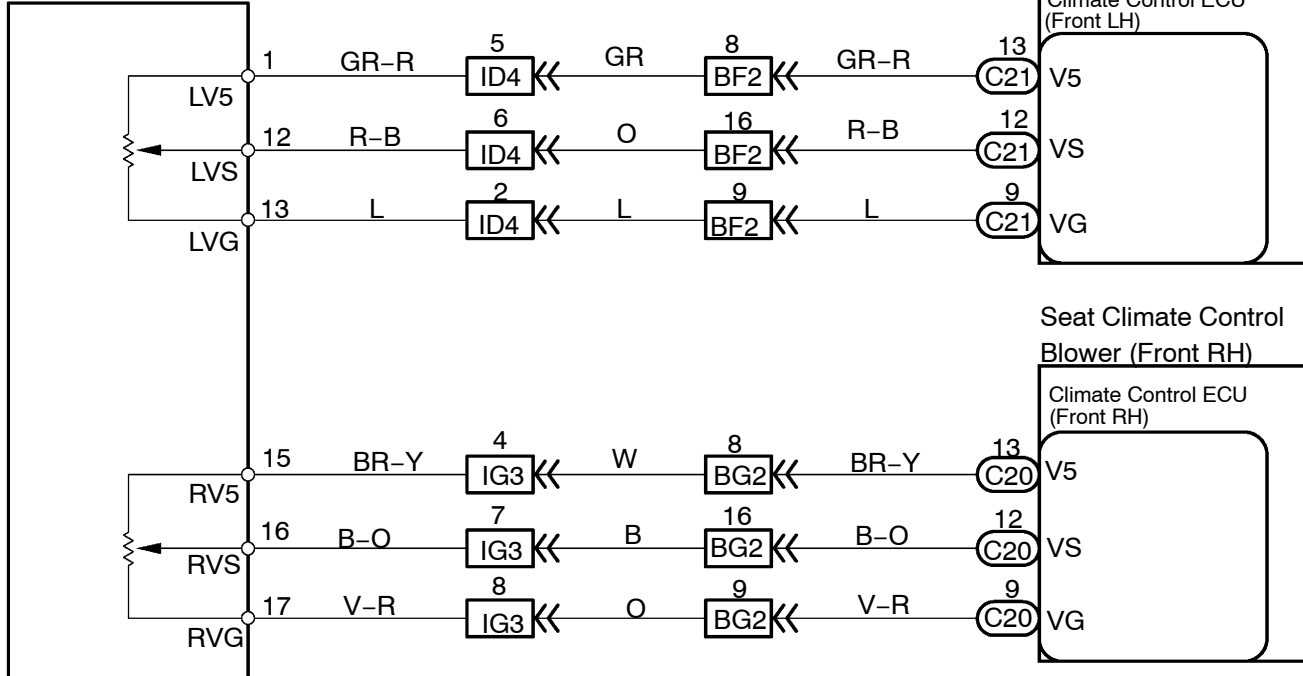 Climate Control ECU
(Front LH)
1 GR–R 5 ID4 GR 8 BF2 GR–R 13 C21 V5
LV5
12 R–B 6 ID4 O 16 BF2 R–B 12 C21 VS
LVS
13 L 2 ID4 L 9 BF2 L 9 C21 VG
LVG
Seat Climate Control
Blower (Front RH)
Climate Control ECU
(Front RH)
15 BR–Y 4 IG3 W 8 BG2 BR–Y 13 C20 V5
RV5
16 B–O 7 IG3 B 16 BG2 B–O 12 C20 VS
RVS
17 V–R 8 IG3 O 9 BG2 V–R 9 C20 VG
RVG